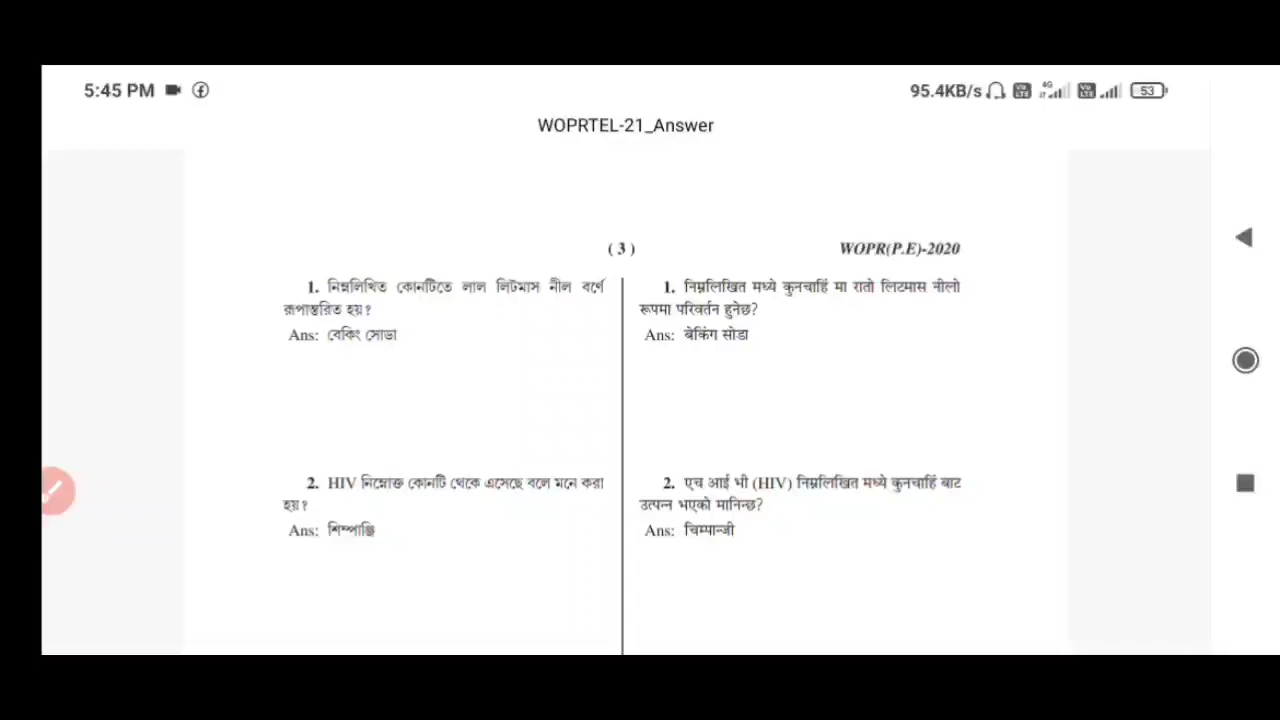 5:45 PM
95.4KB/s 4G 53
WOPRTEL-21_Answer
( 3 )
WOPR(P.E)-2020
1. নিম্নলিখিত কোনটিতে লাল লিটমাস নীল বর্ণে
রূপান্তরিত হয়?
Ans: বেকিং সোডা
2. HIV নিম্নোক্ত কোনটি থেকে এসেছে বলে মনে করা
হয়?
Ans: শিম্পাঞ্জি
1. निम्नलिखित मध्ये कुनचाहिं मा रातो लिटमास नीलो
रूपमा परिवर्तन हुनेछ?
Ans: बेकिंग सोडा
2. एच आई भी (HIV) निम्नलिखित मध्ये कुनचाहिं बाट
उत्पन्न भएको मानिन्छ?
Ans: चिम्पान्जी